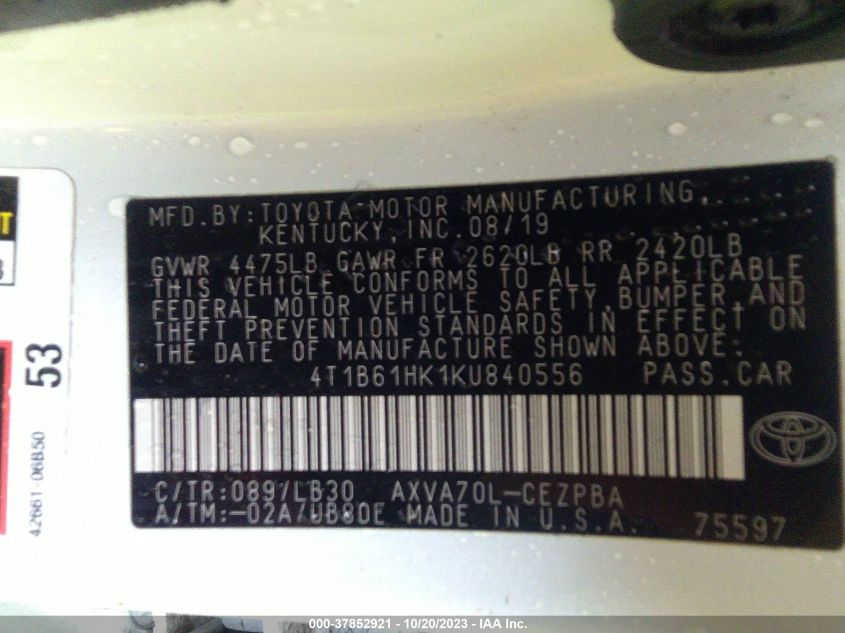 MFD. BY: TOYOTA MOTOR MANUFACTURING,
KENTUCKY, INC. 08/19
GVWR 4475LB GAWR FR 2620LB RR 2420LB
THIS VEHICLE CONFORMS TO ALL APPLICABLE
FEDERAL MOTOR VEHICLE SAFETY, BUMPER, AND
THEFT PREVENTION STANDARDS IN EFFECT ON
THE DATE OF MANUFACTURE SHOWN ABOVE:
4T1B61HK1KU840556 PASS.CAR
C/TR:089/LB30 AXVA70L-CEZPBA
A/TM:-02A/UB80E MADE IN U.S.A. 75597
53
42661-06B50
000-37852921 - 10/20/2023 - IAA Inc.